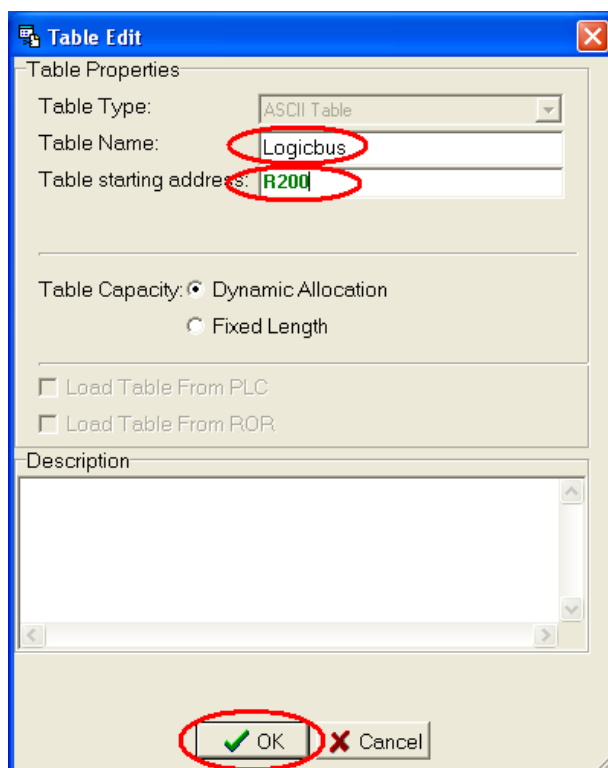 Table Edit
Table Properties
Table Type: ASCII Table
Table Name: Logicbus
Table starting address: R200
Table Capacity: Dynamic Allocation
Fixed Length
Load Table From PLC
Load Table From ROR
Description
OK Cancel